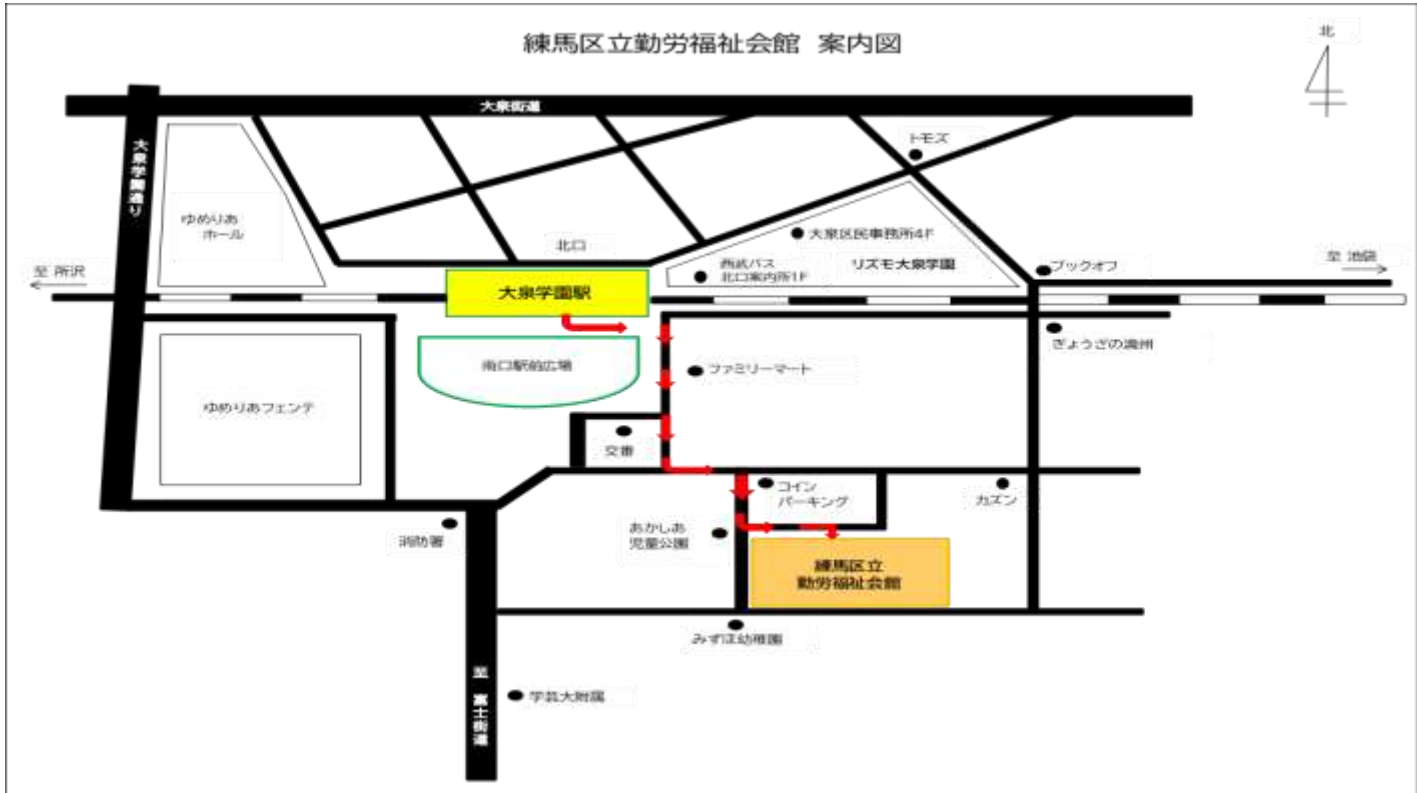 練馬区立勤労福祉会館 案内図
北
大泉街道
大泉学園通り
トモズ
ゆめりあ
ホール
北口
大泉区民事務所4F
西武バス
北口案内所1F
リズモ大泉学園
ブックオフ
至 所沢
至 池袋
大泉学園駅
ぎょうざの満州
南口駅前広場
ファミリーマート
ゆめりあフェンテ
交番
コイン
パーキング
カズン
消防署
あかしあ
児童公園
練馬区立
勤労福祉会館
みずほ幼稚園
至 富士街道
学芸大附属